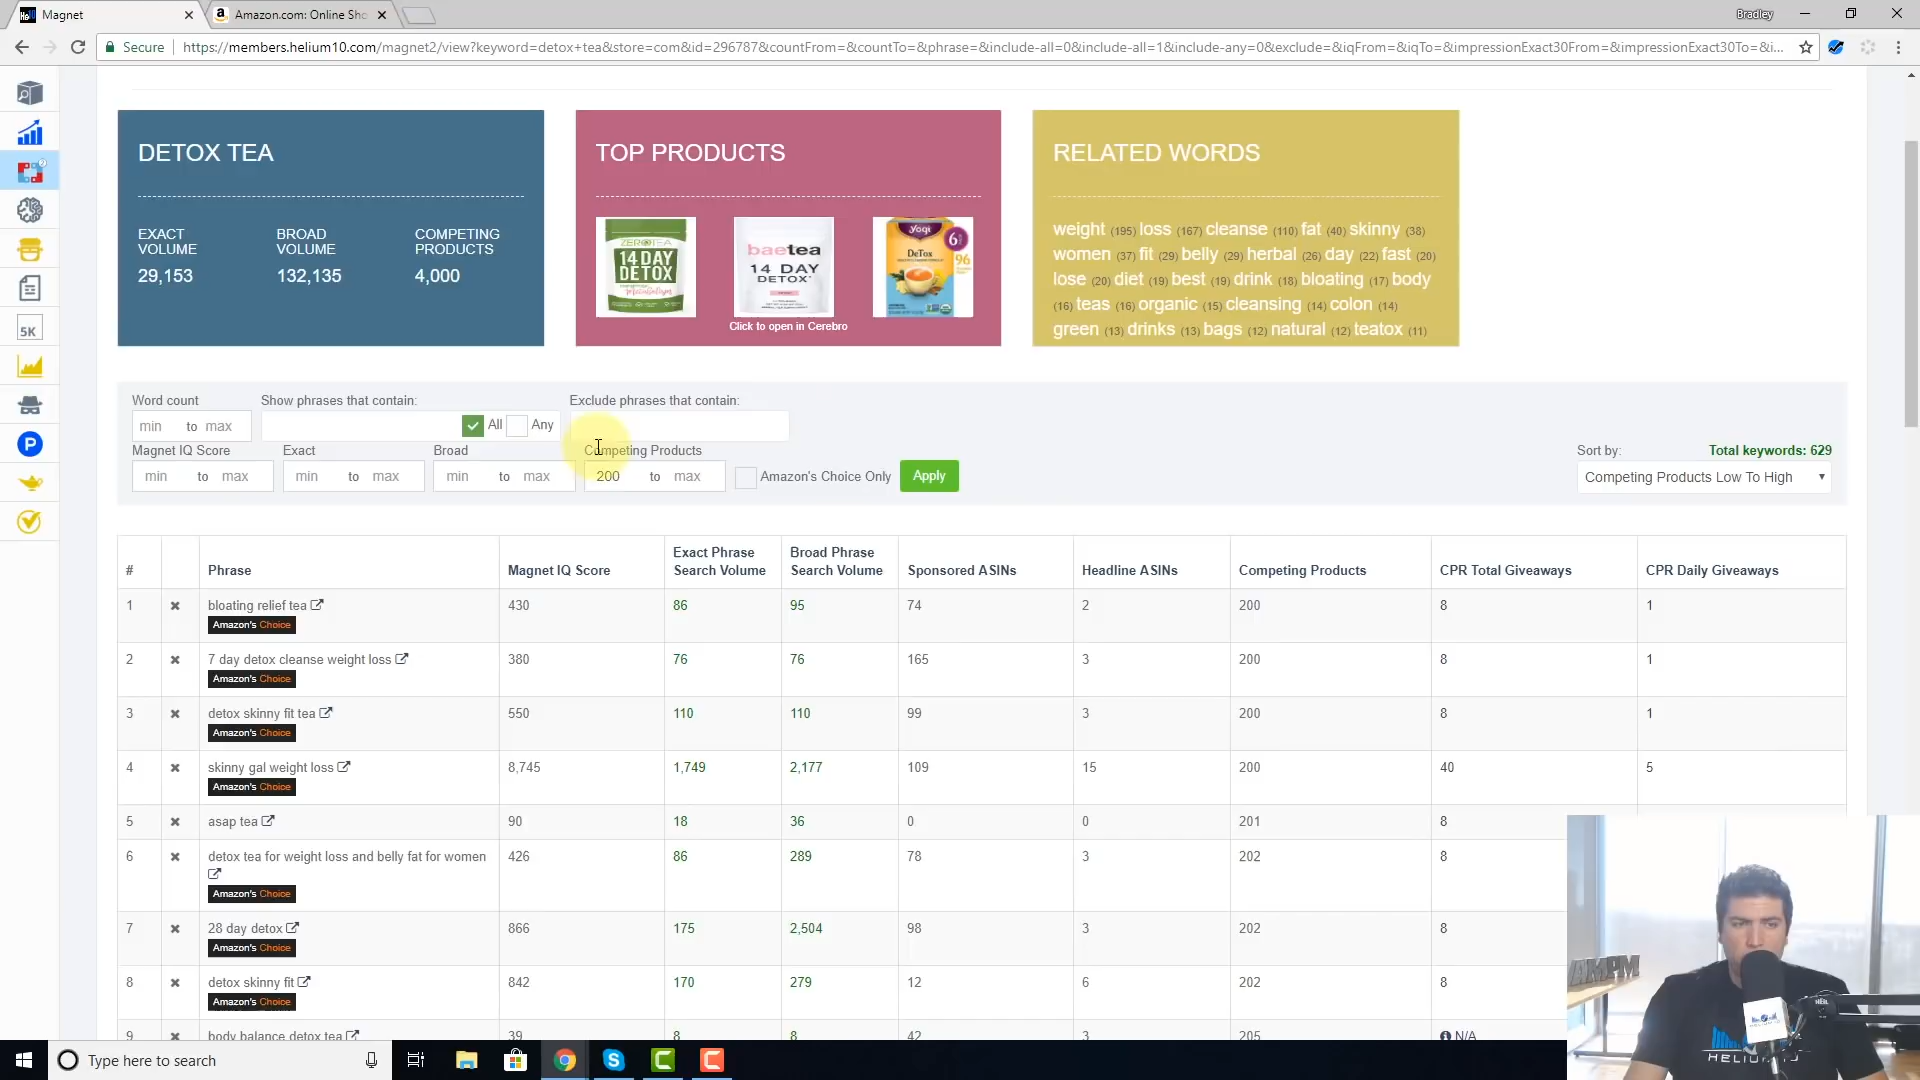 Magnet
Amazon.com: Online Sho
Bradley
Secure
https://members.helium10.com/magnet2/view?keyword=detox+tea&store=com&id=296787&countFrom=&countTo=&phrase=&include-all=0&include-all=1&include-any=0&exclude=&iqFrom=&iqTo=&impressionExact30From=&impressionExact30To=&i...
DETOX TEA
EXACT VOLUME
29,153
BROAD VOLUME
132,135
COMPETING PRODUCTS
4,000
TOP PRODUCTS
ZEROTEA
14 DAY
DETOX
baetea
14 DAY
DETOX
Yogi
DeTox
6
96
Click to open in Cerebro
RELATED WORDS
weight (195) loss (167) cleanse (110) fat (40) skinny (38)
women (37) fit (29) belly (29) herbal (26) day (22) fast (20)
lose (20) diet (19) best (19) drink (18) bloating (17) body
(16) teas (16) organic (15) cleansing (14) colon (14)
green (13) drinks (13) bags (12) natural (12) teatox (11)
5K
P
Word count
min to max
Show phrases that contain:
All Any
Exclude phrases that contain:
Magnet IQ Score
min to max
Exact
min to max
Broad
min to max
Competing Products
200 to max
Amazon's Choice Only
Apply
Sort by:
Total keywords: 629
Competing Products Low To High
# Phrase Magnet IQ Score Exact Phrase Search Volume Broad Phrase Search Volume Sponsored ASINs Headline ASINs Competing Products CPR Total Giveaways CPR Daily Giveaways
1 bloating relief tea 430 86 95 74 2 200 8 1
Amazon's Choice
2 7 day detox cleanse weight loss 380 76 76 165 3 200 8 1
Amazon's Choice
3 detox skinny fit tea 550 110 110 99 3 200 8 1
Amazon's Choice
4 skinny gal weight loss 8,745 1,749 2,177 109 15 200 40 5
Amazon's Choice
5 asap tea 90 18 36 0 0 201 8
6 detox tea for weight loss and belly fat for women 426 86 289 78 3 202 8
Amazon's Choice
7 28 day detox 866 175 2,504 98 3 202 8
Amazon's Choice
8 detox skinny fit 842 170 279 12 6 202 8
Amazon's Choice
9 body balance detox tea 39 8 8 42 3 205 N/A
AMPM
HELIUM 10
Type here to search